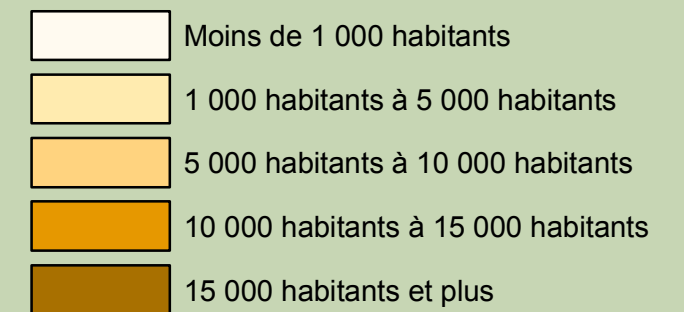 Moins de 1 000 habitants
1 000 habitants à 5 000 habitants
5 000 habitants à 10 000 habitants
10 000 habitants à 15 000 habitants
15 000 habitants et plus